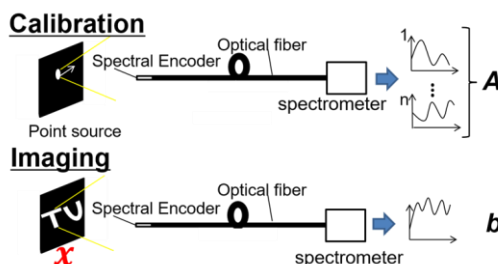 Calibration
Optical fiber
Spectral Encoder
spectrometer
Point source
1
n
A
Imaging
Optical fiber
Spectral Encoder
spectrometer
TU
x
b